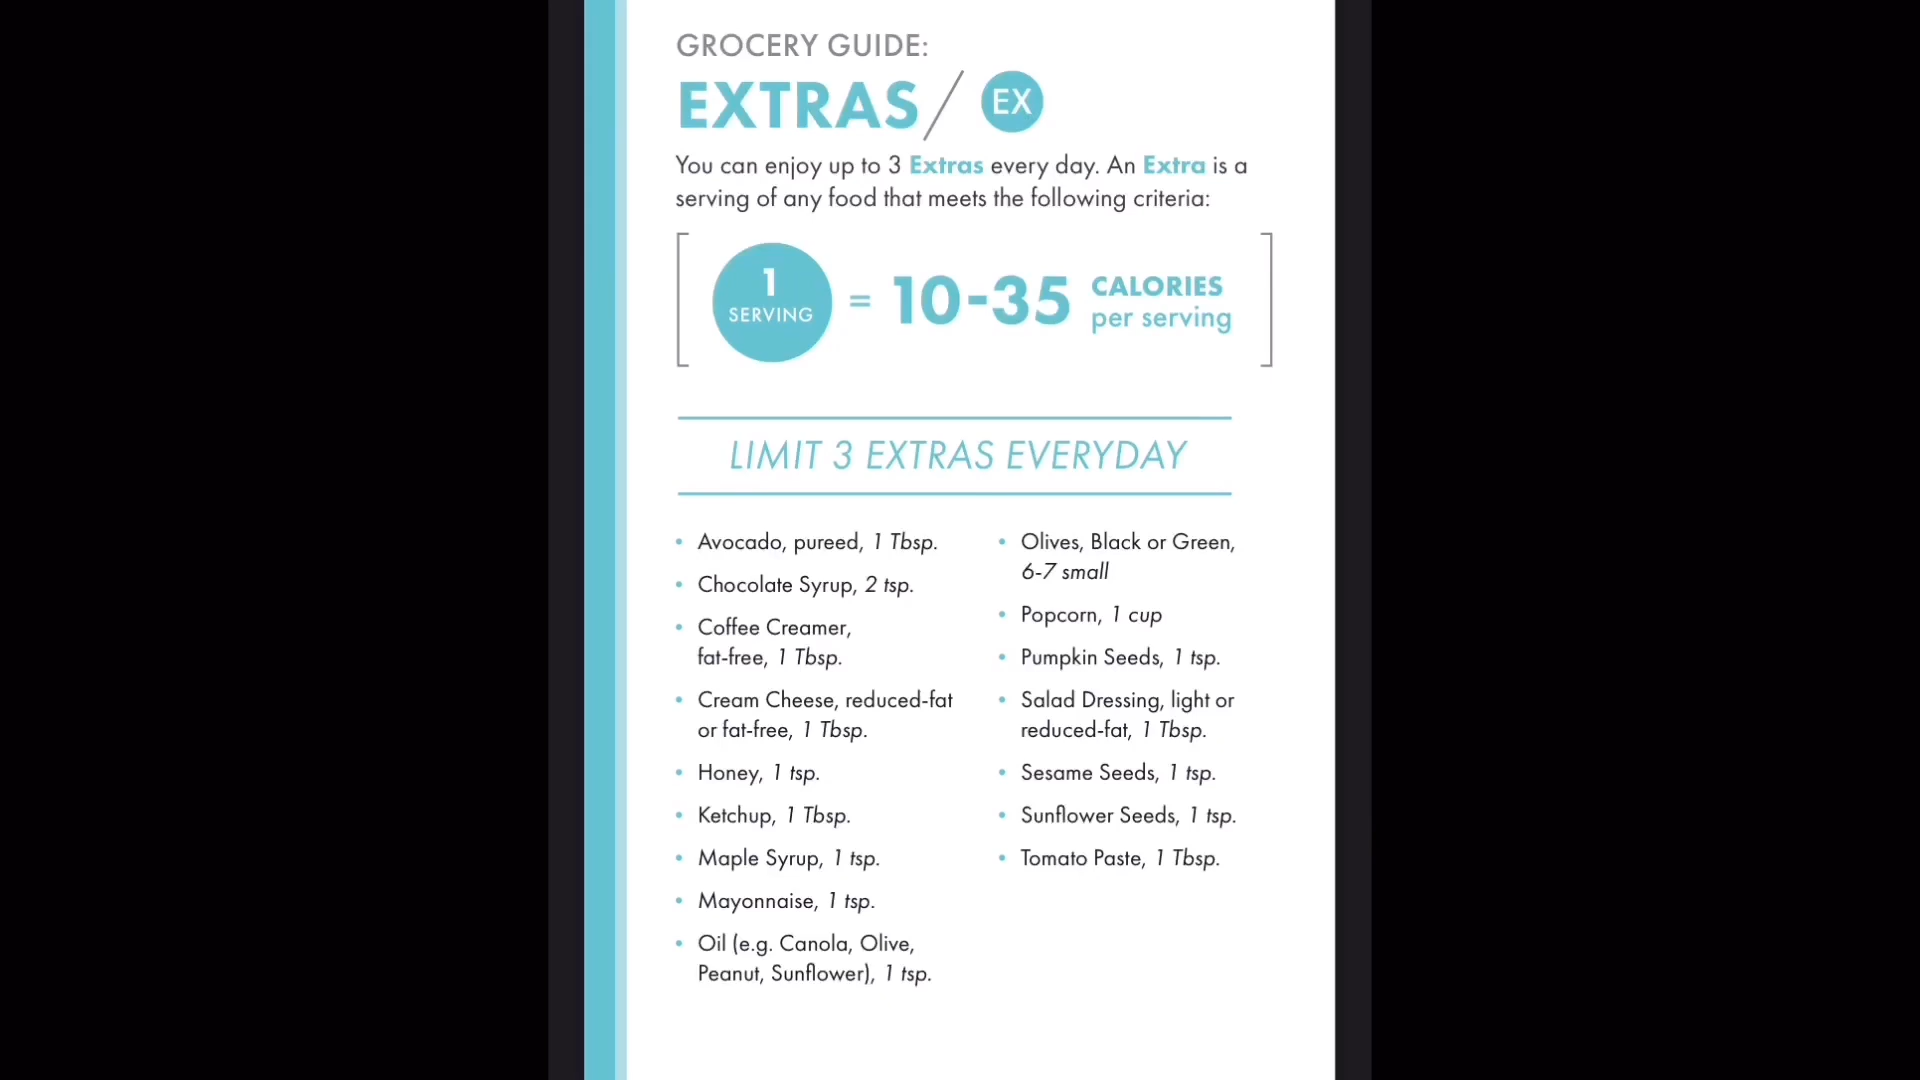 GROCERY GUIDE:
EXTRAS/ EX
You can enjoy up to 3 Extras every day. An Extra is a
serving of any food that meets the following criteria:
1
SERVING
= 10-35
CALORIES
per serving
LIMIT 3 EXTRAS EVERYDAY
• Avocado, pureed, 1 Tbsp.
• Chocolate Syrup, 2 tsp.
• Coffee Creamer,
fat-free, 1 Tbsp.
• Cream Cheese, reduced-fat
or fat-free, 1 Tbsp.
• Honey, 1 tsp.
• Ketchup, 1 Tbsp.
• Maple Syrup, 1 tsp.
• Mayonnaise, 1 tsp.
• Oil (e.g. Canola, Olive,
Peanut, Sunflower), 1 tsp.
• Olives, Black or Green,
6-7 small
• Popcorn, 1 cup
• Pumpkin Seeds, 1 tsp.
• Salad Dressing, light or
reduced-fat, 1 Tbsp.
• Sesame Seeds, 1 tsp.
• Sunflower Seeds, 1 tsp.
• Tomato Paste, 1 Tbsp.